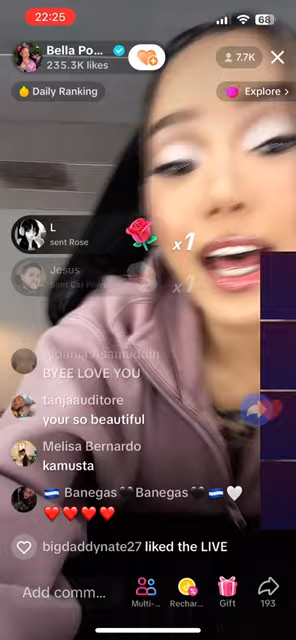 22:25
68
Bella Po...
235.3K likes
7.7K
Daily Ranking
Explore >
L
sent Rose
x1
Jesus
x1
BYEE LOVE YOU
tanjaauditore
your so beautiful
Melisa Bernardo
kamusta
Banegas🖤Banegas🖤🇭🇳🤍
❤️❤️❤️❤️
bigdaddynate27 liked the LIVE
Add comm...
Multi-...
Rechar...
Gift
193